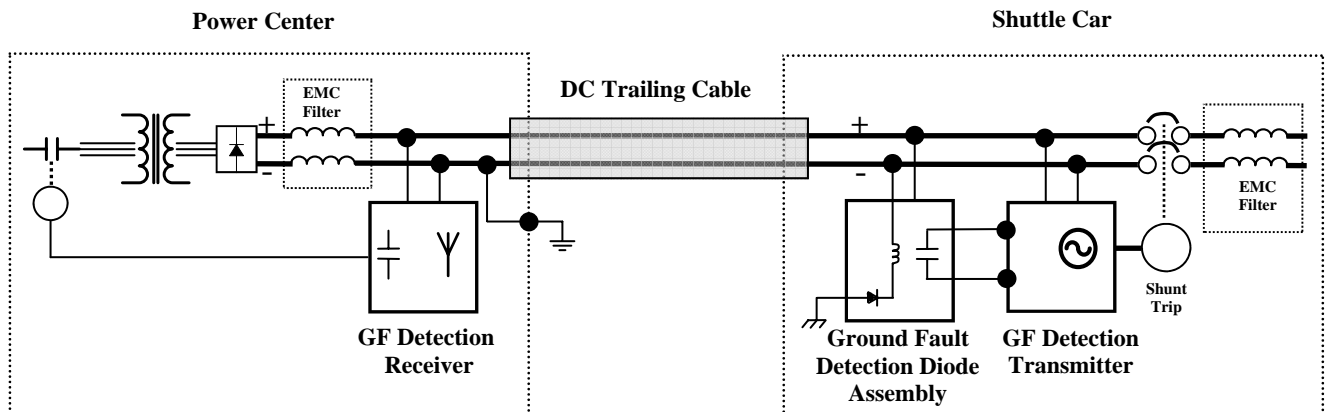 Power Center
Shuttle Car
EMC
Filter
DC Trailing Cable
+
-
+
-
EMC
Filter
Shunt
Trip
GF Detection
Receiver
Ground Fault
Detection Diode
Assembly
GF Detection
Transmitter